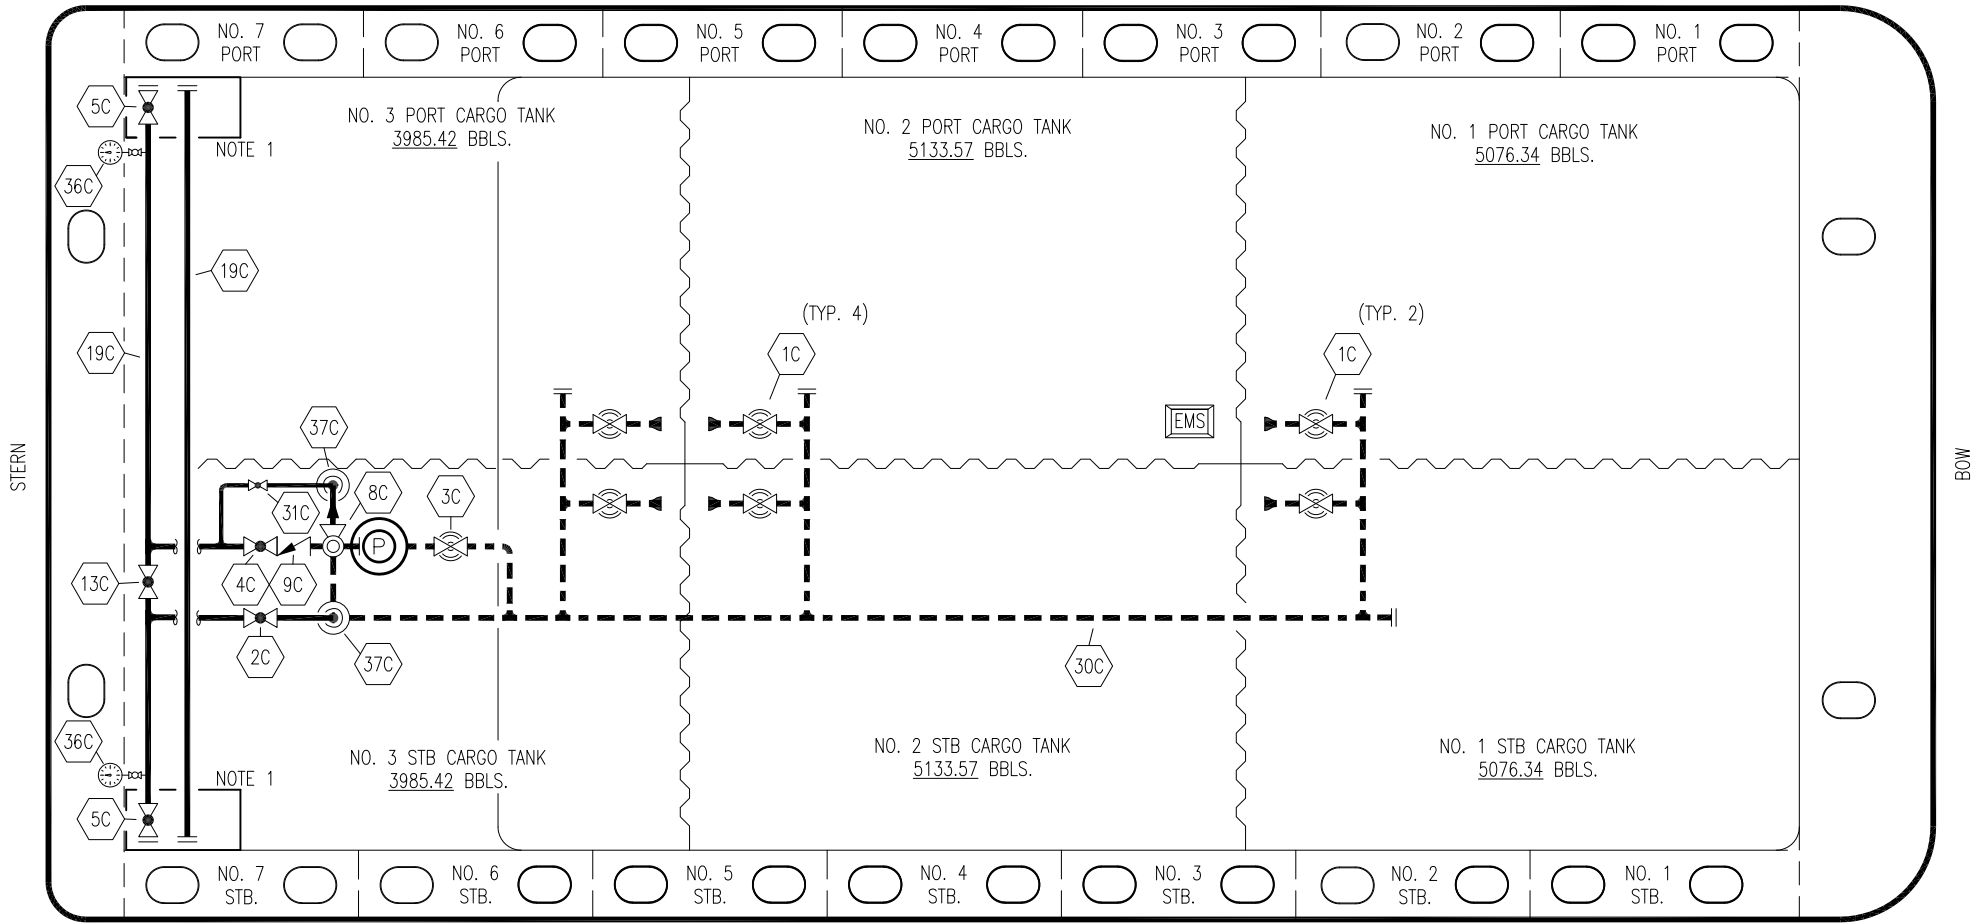 NO. 7
PORT
NO. 6
PORT
NO. 5
PORT
NO. 4
PORT
NO. 3
PORT
NO. 2
PORT
NO. 1
PORT
5C
NOTE 1
NO. 3 PORT CARGO TANK
3985.42 BBLS.
NO. 2 PORT CARGO TANK
5133.57 BBLS.
NO. 1 PORT CARGO TANK
5076.34 BBLS.
36C
19C
19C
(TYP. 4)
1C
(TYP. 2)
1C
EMS
STERN
BOW
37C
8C
3C
31C
P
13C
4C
9C
2C
37C
30C
36C
NOTE 1
5C
NO. 3 STB CARGO TANK
3985.42 BBLS.
NO. 2 STB CARGO TANK
5133.57 BBLS.
NO. 1 STB CARGO TANK
5076.34 BBLS.
NO. 7
STB.
NO. 6
STB.
NO. 5
STB.
NO. 4
STB.
NO. 3
STB.
NO. 2
STB.
NO. 1
STB.